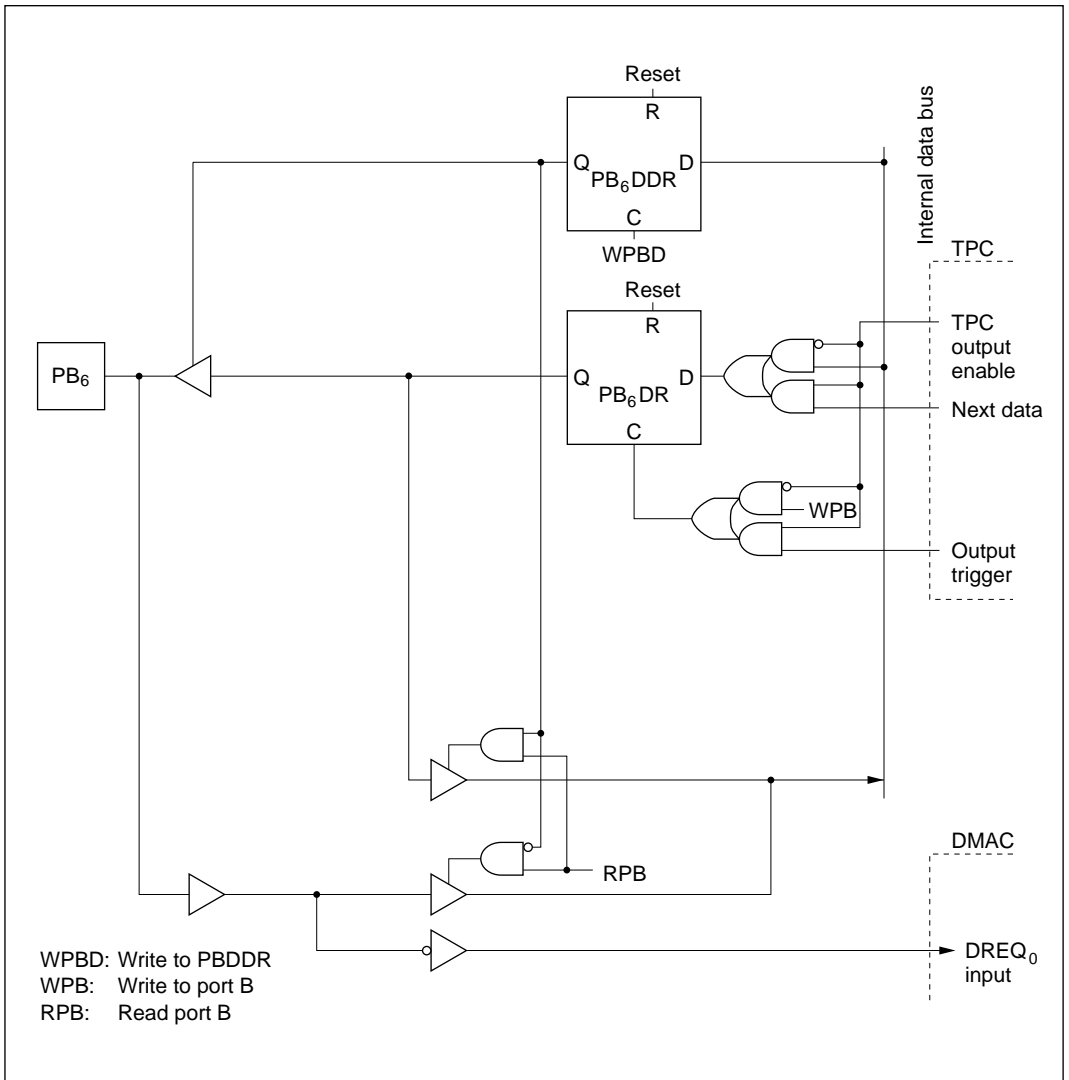 Reset
R
Internal data bus
Q
D
PB₆DDR
C
WPBD
TPC
Reset
R
TPC
output
enable
PB₆
Q
D
PB₆DR
Next data
C
WPB
Output
trigger
DMAC
RPB
DREQ₀
input
WPBD: Write to PBDDR
WPB: Write to port B
RPB: Read port B